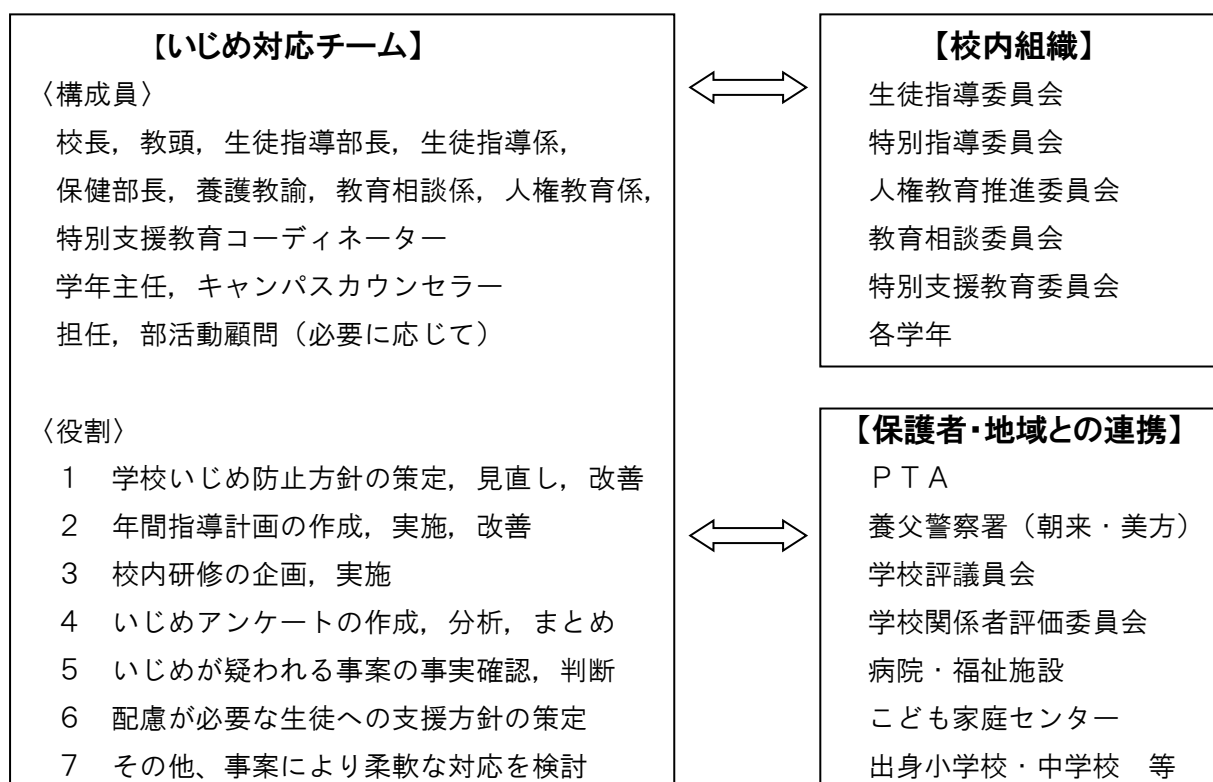 【いじめ対応チーム】
〈構成員〉
校長，教頭，生徒指導部長，生徒指導係，
保健部長，養護教諭，教育相談係，人権教育係，
特別支援教育コーディネーター
学年主任，キャンパスカウンセラー
担任，部活動顧問（必要に応じて）
〈役割〉
１　学校いじめ防止方針の策定，見直し，改善
２　年間指導計画の作成，実施，改善
３　校内研修の企画，実施
４　いじめアンケートの作成，分析，まとめ
５　いじめが疑われる事案の事実確認，判断
６　配慮が必要な生徒への支援方針の策定
７　その他、事案により柔軟な対応を検討
【校内組織】
生徒指導委員会
特別指導委員会
人権教育推進委員会
教育相談委員会
特別支援教育委員会
各学年
【保護者・地域との連携】
ＰＴＡ
養父警察署（朝来・美方）
学校評議員会
学校関係者評価委員会
病院・福祉施設
こども家庭センター
出身小学校・中学校　等